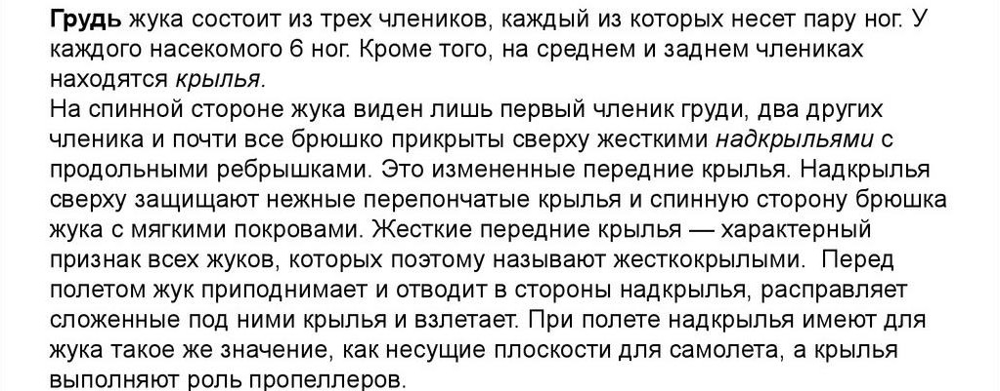 Грудь жука состоит из трех члеников, каждый из которых несет пару ног. У
каждого насекомого 6 ног. Кроме того, на среднем и заднем члениках
находятся крылья.
На спинной стороне жука виден лишь первый членик груди, два других
членика и почти все брюшко прикрыты сверху жесткими надкрыльями с
продольными ребрышками. Это измененные передние крылья. Надкрылья
сверху защищают нежные перепончатые крылья и спинную сторону брюшка
жука с мягкими покровами. Жесткие передние крылья — характерный
признак всех жуков, которых поэтому называют жесткокрылыми.  Перед
полетом жук приподнимает и отводит в стороны надкрылья, расправляет
сложенные под ними крылья и взлетает. При полете надкрылья имеют для
жука такое же значение, как несущие плоскости для самолета, а крылья
выполняют роль пропеллеров.